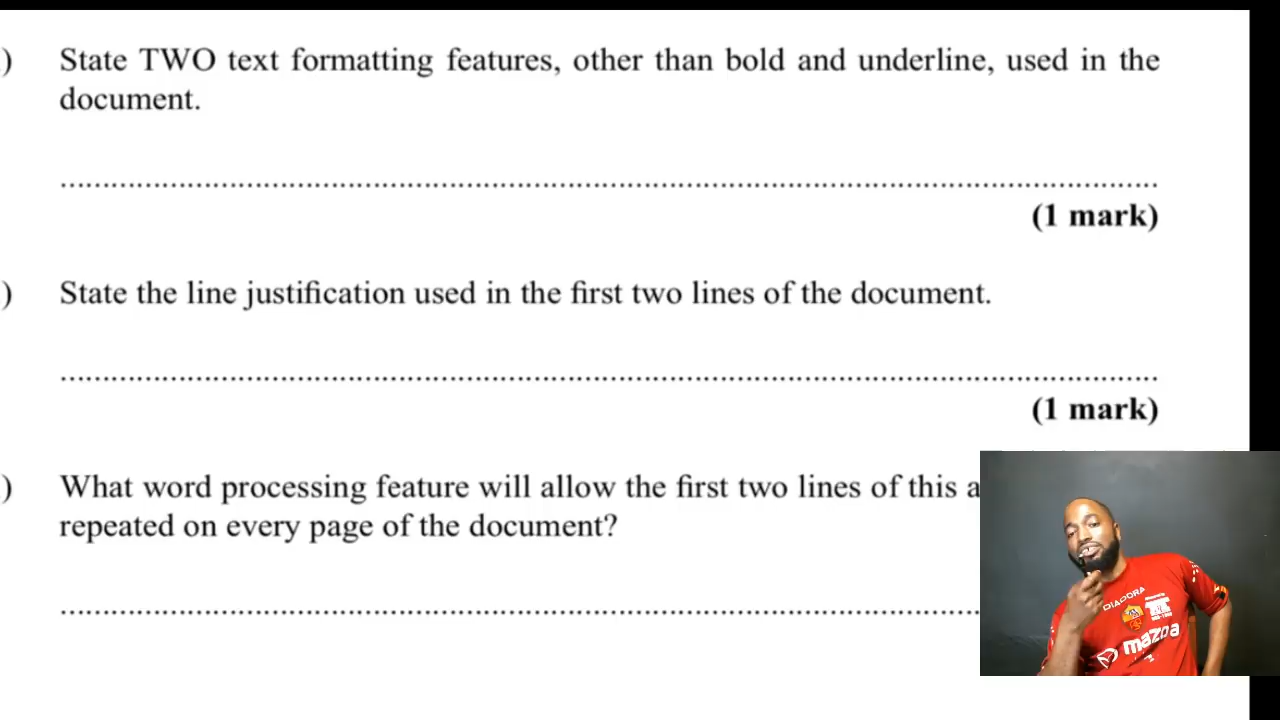 ) State TWO text formatting features, other than bold and underline, used in the
document.
................................................................................
(1 mark)
) State the line justification used in the first two lines of the document.
................................................................................
(1 mark)
) What word processing feature will allow the first two lines of this a
repeated on every page of the document?
................................................................................
DIADORA
mazda